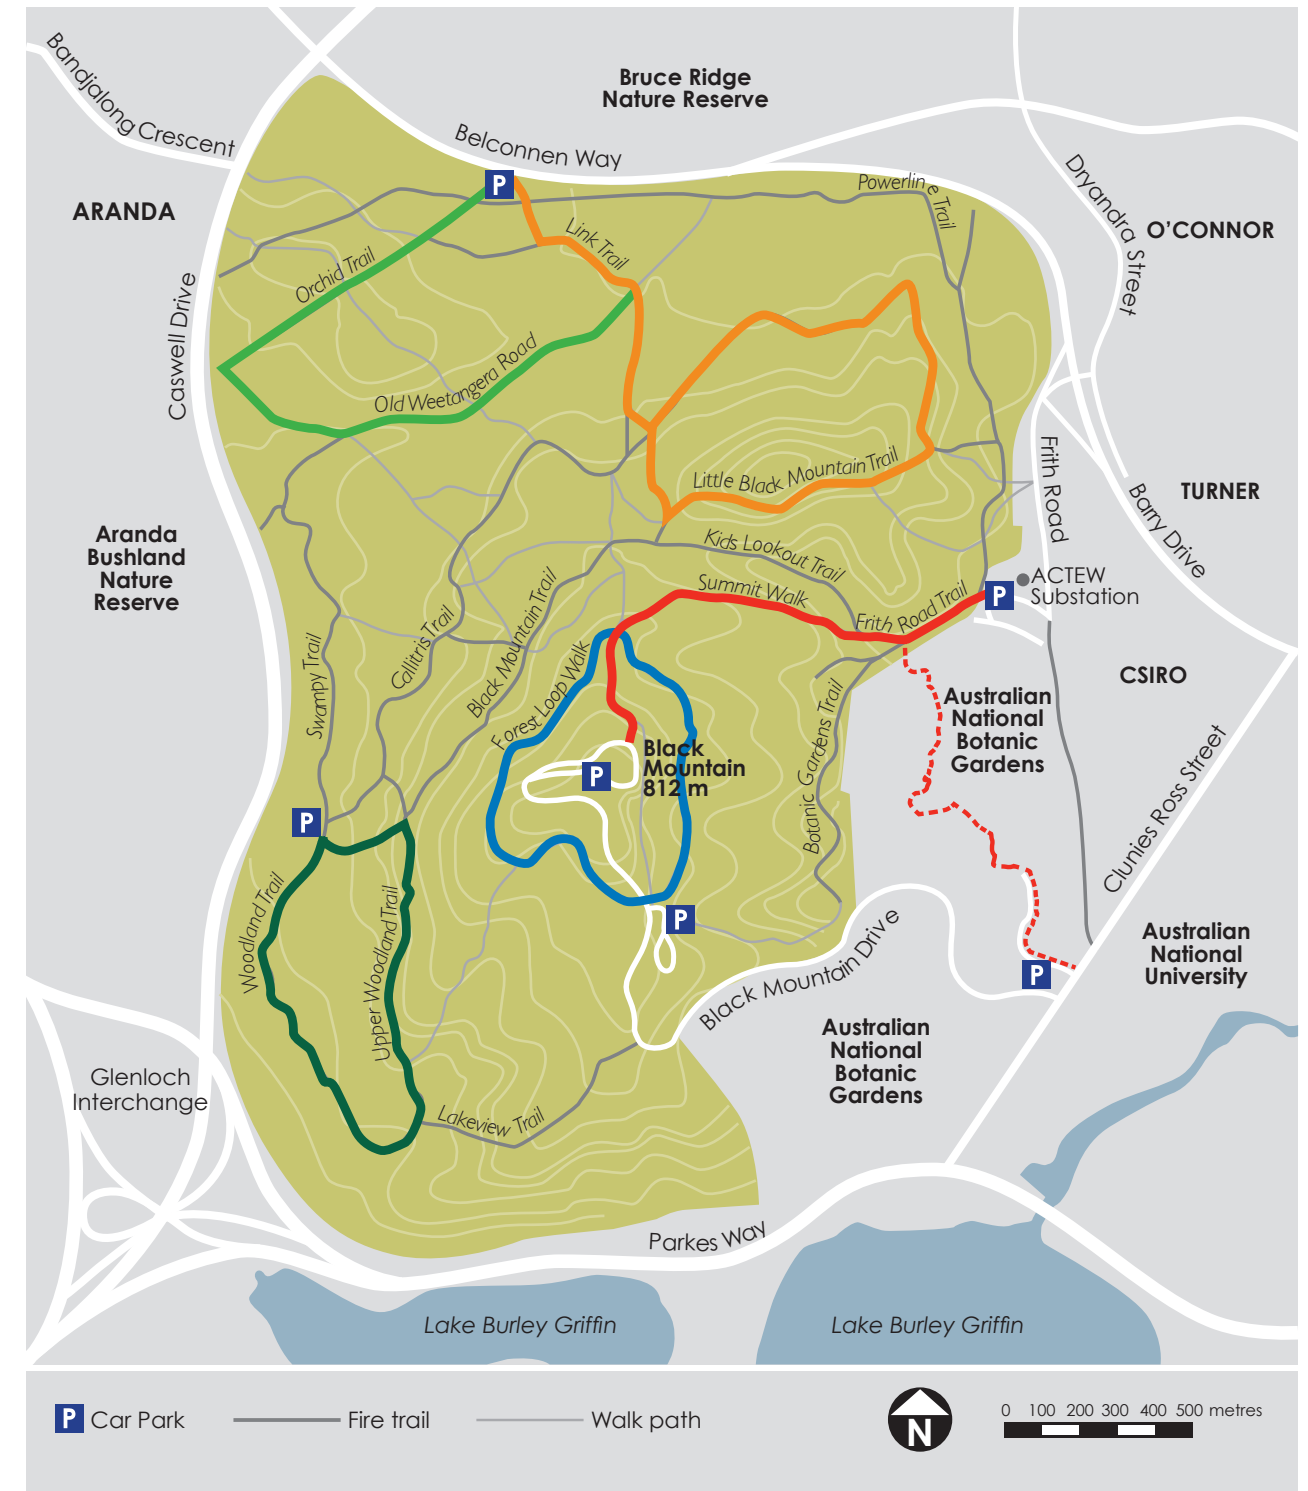 Bandjalong Crescent
Bruce Ridge
Nature Reserve
Belconnen Way
P
ARANDA
Powerline Trail
Dryandra Street
O'CONNOR
Link Trail
Orchid Trail
Caswell Drive
Old Weetangera Road
Little Black Mountain Trail
Frith Road
TURNER
Barry Drive
Aranda
Bushland
Nature
Reserve
Kids Lookout Trail
Summit Walk
Frith Road Trail
P
ACTEW
Substation
Swampy Trail
Callitris Trail
Black Mountain Trail
Forest Loop Walk
Botanic Gardens Trail
CSIRO
Australian
National
Botanic
Gardens
Black
Mountain
812 m
P
P
Clunies Ross Street
Woodland Trail
Upper Woodland Trail
P
Black Mountain Drive
P
Australian
National
University
Australian
National
Botanic
Gardens
Glenloch
Interchange
Lakeview Trail
Parkes Way
Lake Burley Griffin
Lake Burley Griffin
P Car Park
Fire trail
Walk path
N
0 100 200 300 400 500 metres